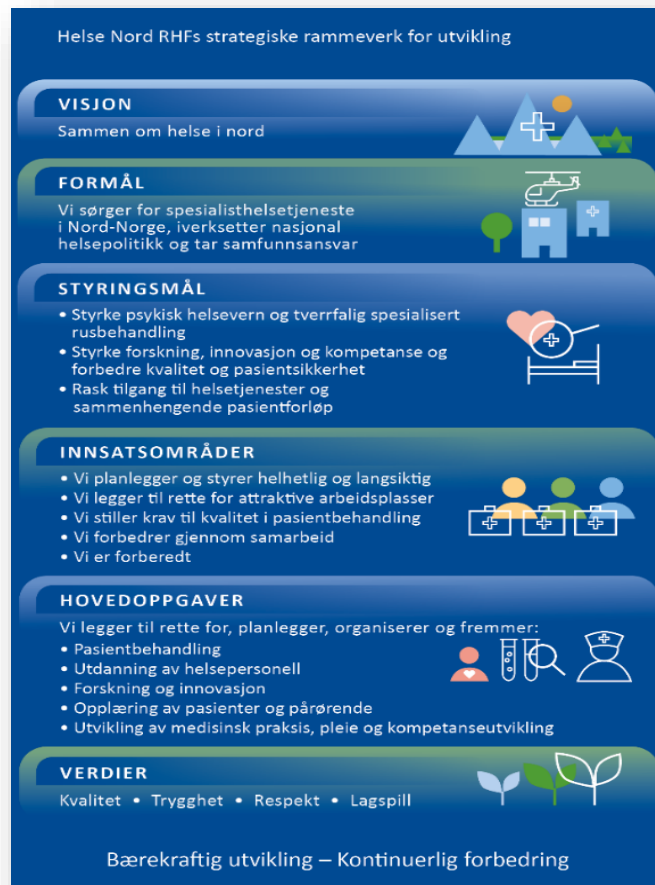 Helse Nord RHFs strategiske rammeverk for utvikling
VISJON
Sammen om helse i nord
FORMÅL
Vi sørger for spesialisthelsetjeneste
i Nord-Norge, iverksetter nasjonal
helsepolitikk og tar samfunnsansvar
STYRINGSMÅL
• Styrke psykisk helsevern og tverrfalig spesialisert
rusbehandling
• Styrke forskning, innovasjon og kompetanse og
forbedre kvalitet og pasientsikkerhet
• Rask tilgang til helsetjenester og
sammenhengende pasientforløp
INNSATSOMRÅDER
• Vi planlegger og styrer helhetlig og langsiktig
• Vi legger til rette for attraktive arbeidsplasser
• Vi stiller krav til kvalitet i pasientbehandling
• Vi forbedrer gjennom samarbeid
• Vi er forberedt
HOVEDOPPGAVER
Vi legger til rette for, planlegger, organiserer og fremmer:
• Pasientbehandling
• Utdanning av helsepersonell
• Forskning og innovasjon
• Opplæring av pasienter og pårørende
• Utvikling av medisinsk praksis, pleie og kompetanseutvikling
VERDIER
Kvalitet • Trygghet • Respekt • Lagspill
Bærekraftig utvikling – Kontinuerlig forbedring